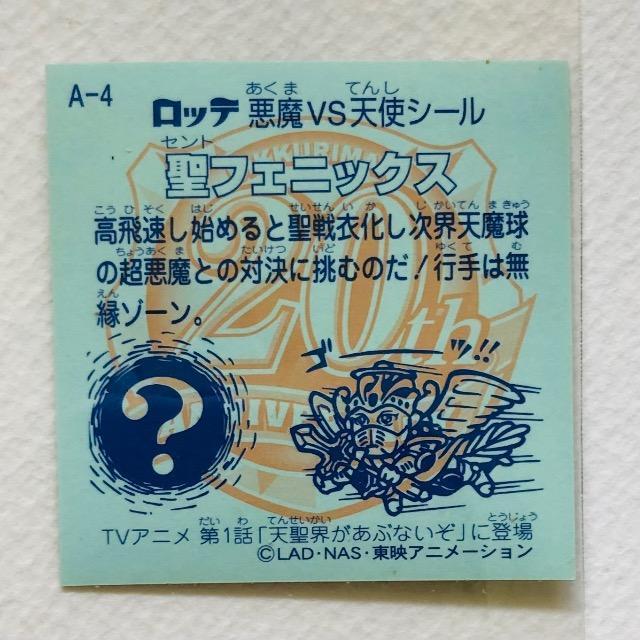 A-4
ロッテ 悪魔VS天使シール
あくま てんし
セント
聖フェニックス
こうひそく はじ せいせんいか じかいてんまきゅう
高飛速し始めると聖戦衣化し次界天魔球
ちょうあくま たいけつ いど ゆくて む
の超悪魔との対決に挑むのだ!行手は無
えん
縁ゾーン。
20th
ゴーッ!!
?
だいわ てんせいかい とうじょう
TVアニメ 第1話「天聖界があぶないぞ」に登場
©LAD・NAS・東映アニメーション